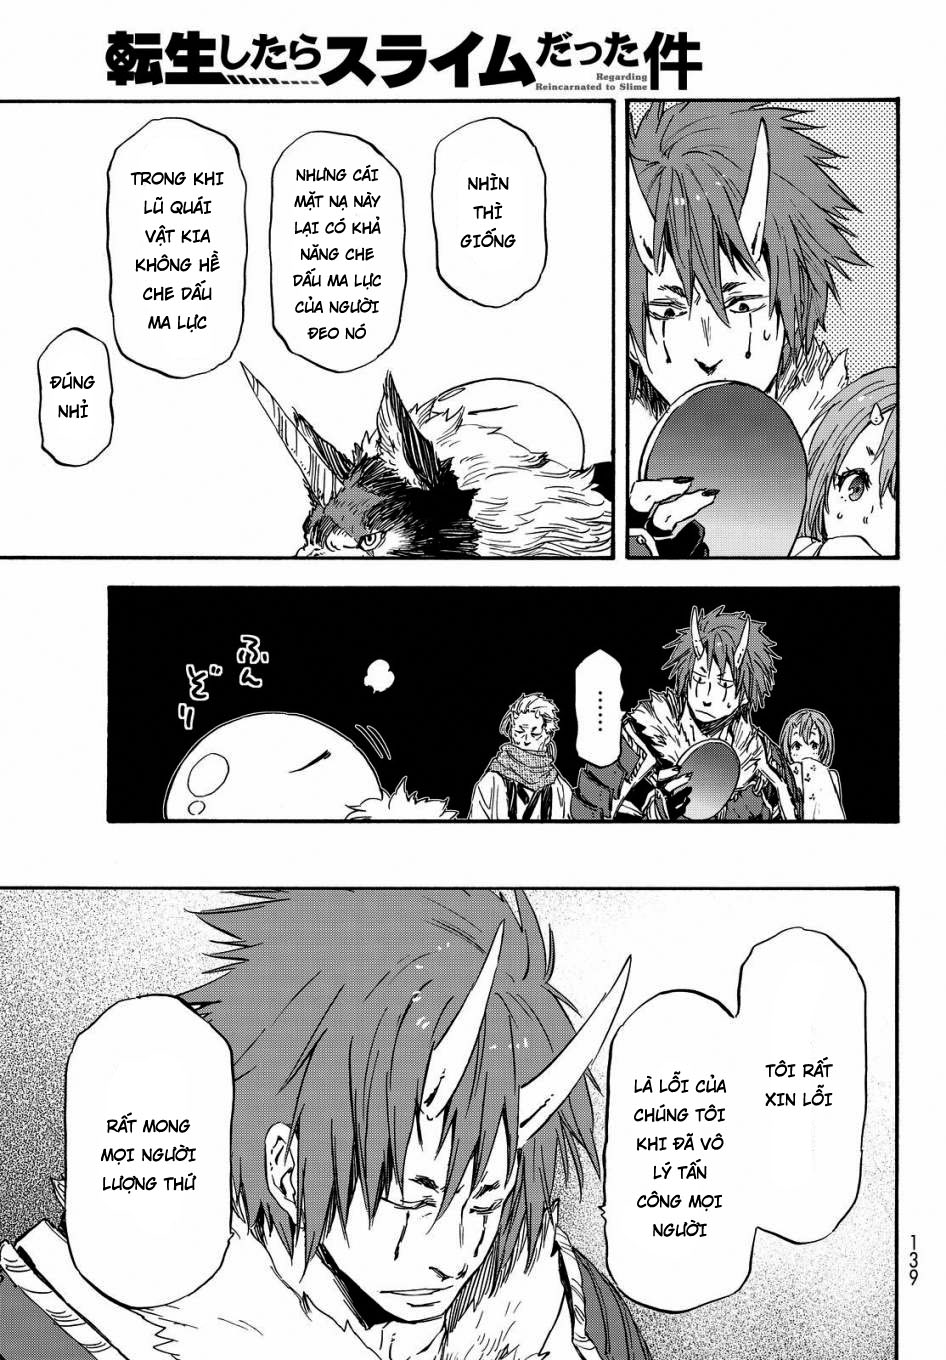 転生したらスライムだった件
Regarding
Reincarnated to Slime
NHÌN
THÌ
GIỐNG
NHƯNG CÁI
MẶT NẠ NÀY
LẠI CÓ KHẢ
NĂNG CHE
DẤU MA LỰC
CỦA NGƯỜI
ĐEO NÓ
TRONG KHI
LŨ QUÁI
VẬT KIA
KHÔNG HỀ
CHE DẤU
MA LỰC
ĐÚNG
NHỈ
........
ふん
どり
TÔI RẤT
XIN LỖI
LÀ LỖI CỦA
CHÚNG TÔI
KHI ĐÃ VÔ
LÝ TẤN
CÔNG MỌI
NGƯỜI
RẤT MONG
MỌI NGƯỜI
LƯỢNG THỨ
139